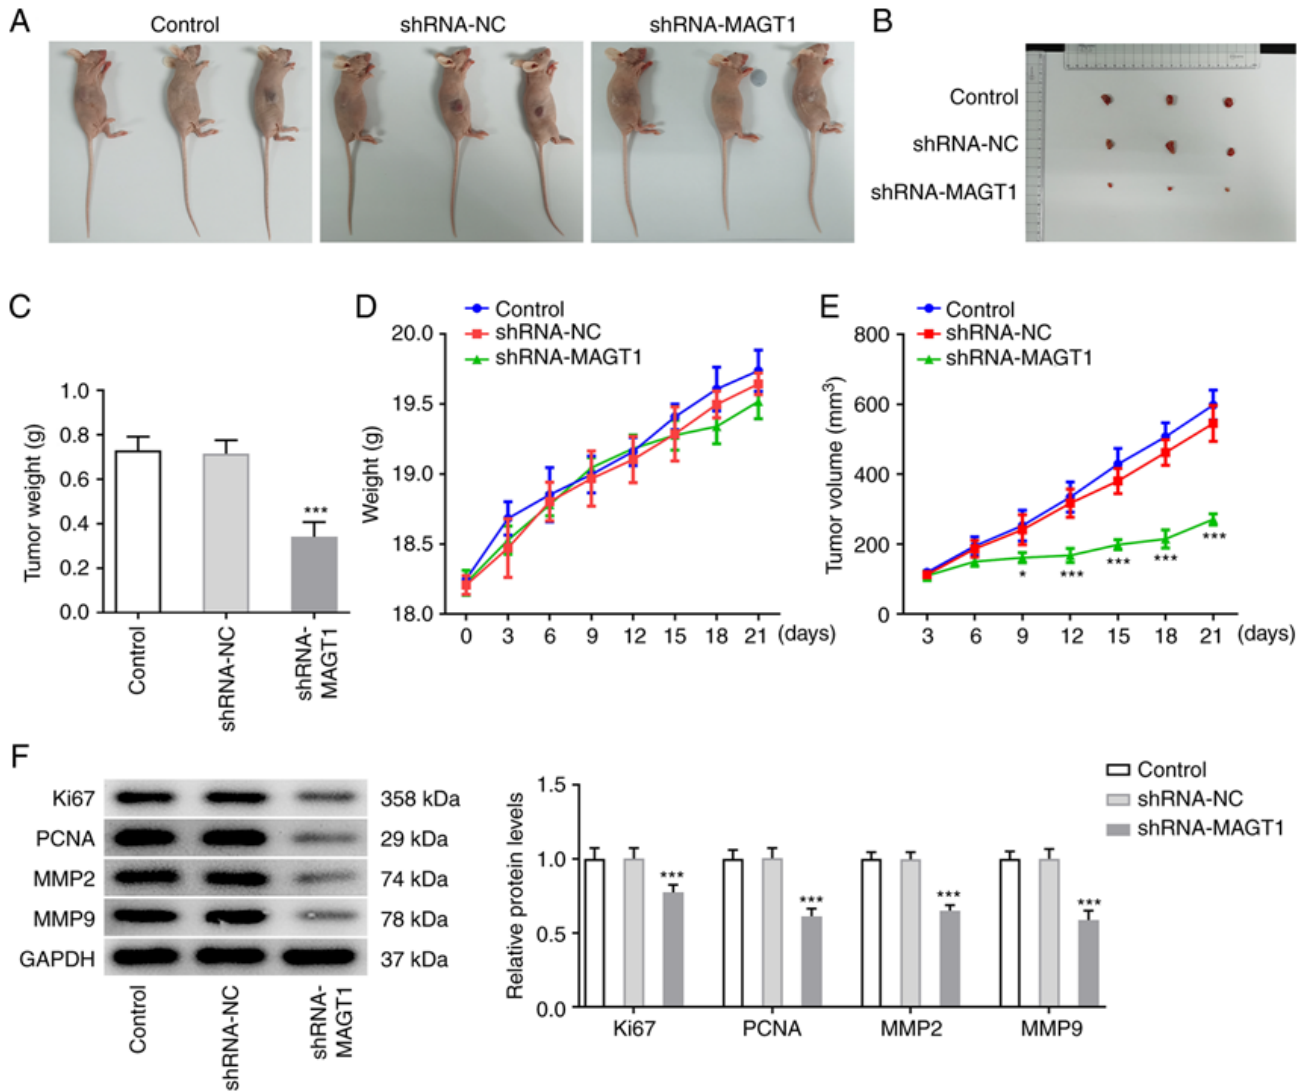 A
Control
shRNA-NC
shRNA-MAGT1
B
Control
shRNA-NC
shRNA-MAGT1
C
Tumor weight (g)
1.0
0.8
0.6
0.4
0.2
0.0
***
Control
shRNA-NC
shRNA-
MAGT1
D
Control
shRNA-NC
shRNA-MAGT1
Weight (g)
20.0
19.5
19.0
18.5
18.0
0 3 6 9 12 15 18 21 (days)
E
Control
shRNA-NC
shRNA-MAGT1
Tumor volume (mm³)
800
600
400
200
0
* *** *** *** ***
3 6 9 12 15 18 21 (days)
F
Ki67 358 kDa
PCNA 29 kDa
MMP2 74 kDa
MMP9 78 kDa
GAPDH 37 kDa
Control
shRNA-NC
shRNA-
MAGT1
Relative protein levels
1.5
1.0
0.5
0.0
*** *** *** ***
Ki67 PCNA MMP2 MMP9
Control
shRNA-NC
shRNA-MAGT1